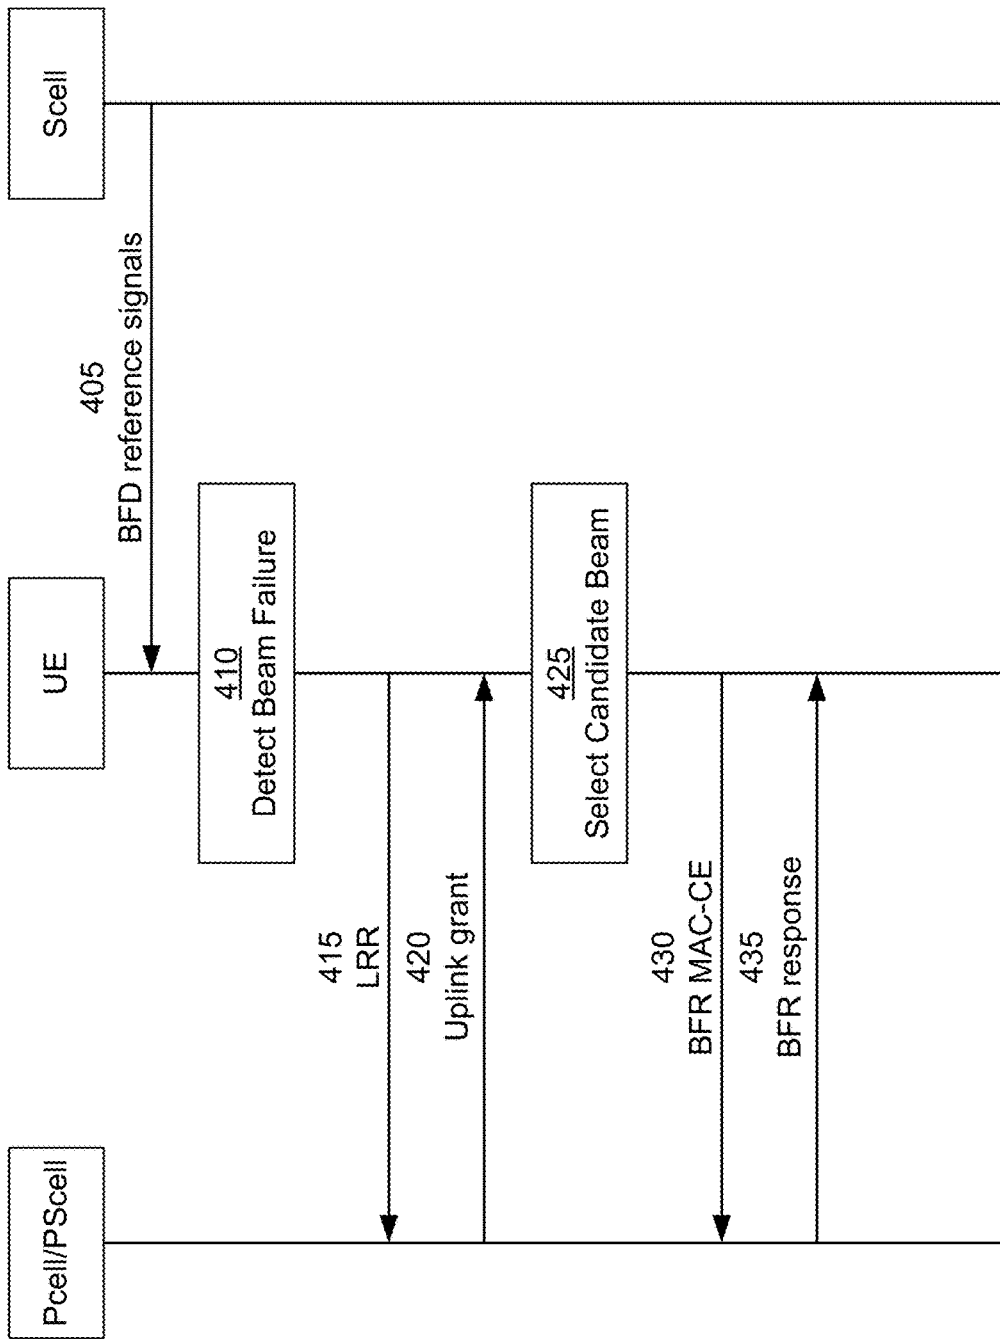 Pcell/PScell
UE
Scell
405
BFD reference signals
410
Detect Beam Failure
415
LRR
420
Uplink grant
425
Select Candidate Beam
430
BFR MAC-CE
435
BFR response